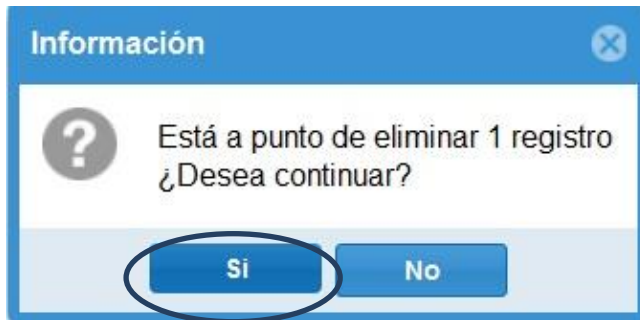 Información
Está a punto de eliminar 1 registro
¿Desea continuar?
Si
No